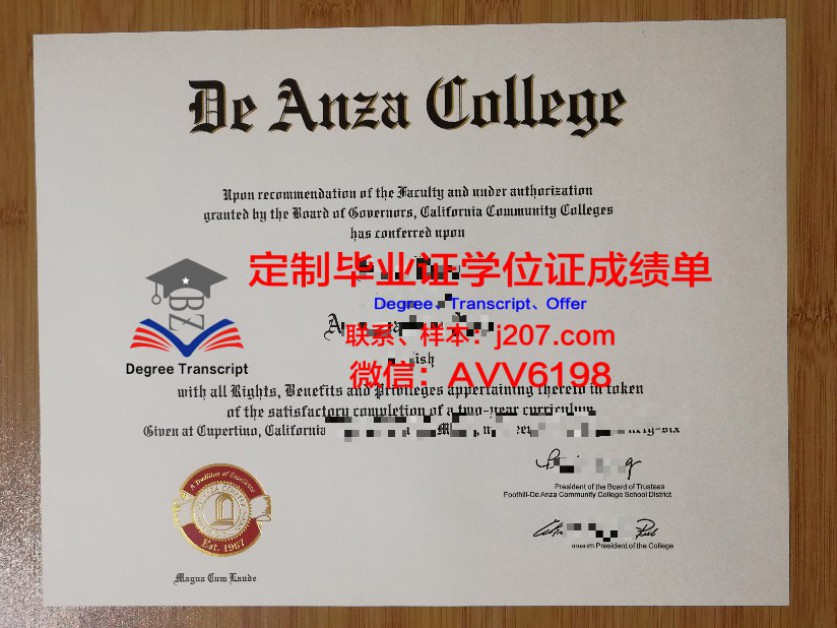 De Anza College
Upon recommendation of the Faculty and under authorization
granted by the Board of Governors, California Community Colleges
has conferred upon
定制毕业证学位证成绩单
Degree、Transcript、Offer
联系、样本：j207.com
微信：AVV6198
BZ
Degree Transcript
with all Rights, Benefits and Privileges appertaining thereto in token
of the satisfactory completion of a two-year curriculum
Given at Cupertino, California
A Tradition of Excellence
Est. 1967
Magna Cum Laude
President of the Board of Trustees
Foothill-De Anza Community College School District
President of the College